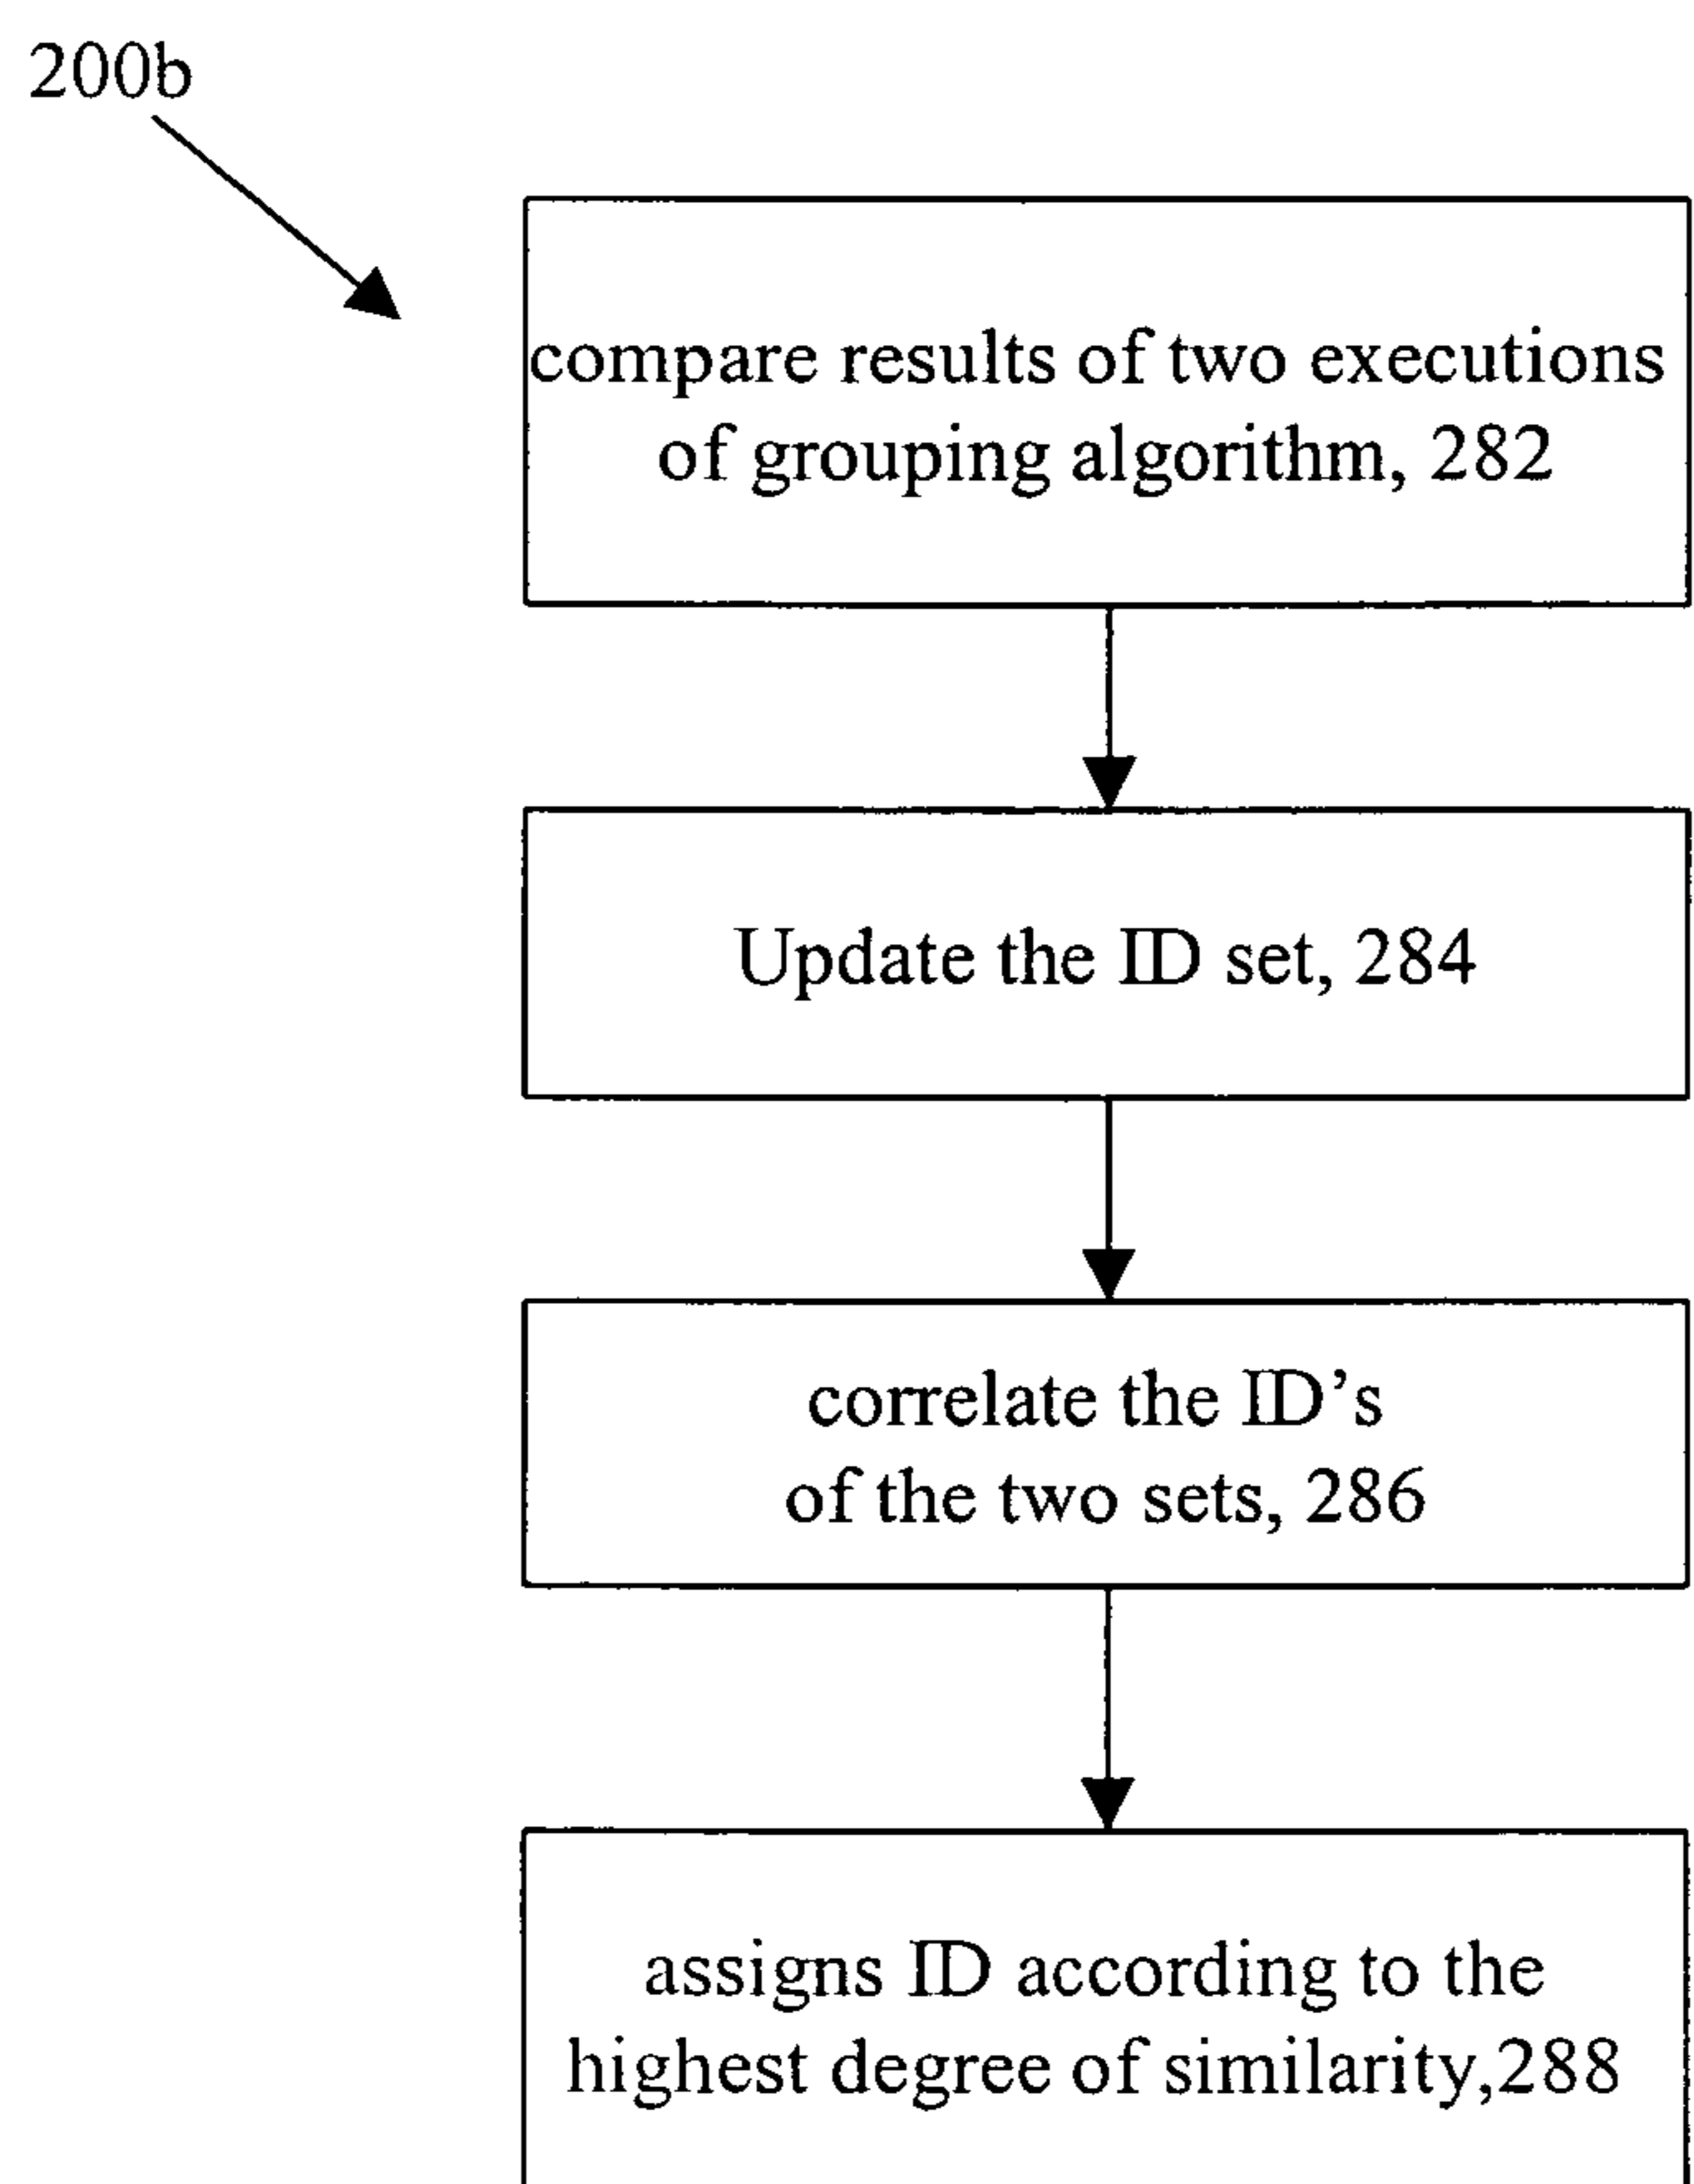 200b
compare results of two executions
of grouping algorithm, 282
Update the ID set, 284
correlate the ID’s
of the two sets, 286
assigns ID according to the
highest degree of similarity,288